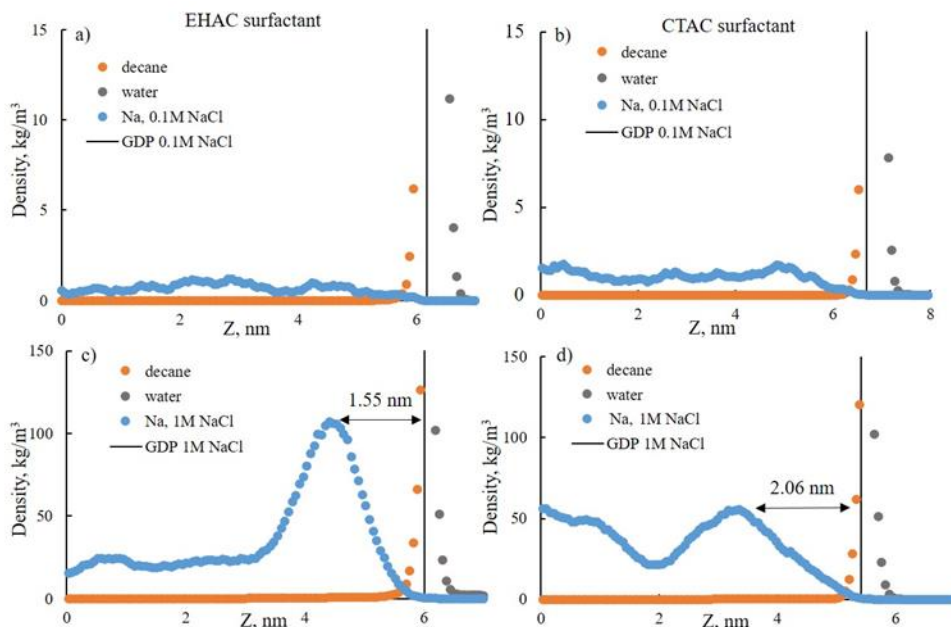 EHAC surfactant
CTAC surfactant
a)
15
10
5
0
Density, kg/m³
decane
water
Na, 0.1M NaCl
GDP 0.1M NaCl
0 2 4 6
Z, nm
b)
15
10
5
0
Density, kg/m³
decane
water
Na, 0.1M NaCl
GDP 0.1M NaCl
0 2 4 6 8
Z, nm
c)
150
100
50
0
Density, kg/m³
decane
water
Na, 1M NaCl
GDP 1M NaCl
1.55 nm
0 2 4 6
Z, nm
d)
150
100
50
0
Density, kg/m³
decane
water
Na, 1M NaCl
GDP 1M NaCl
2.06 nm
0 2 4 6
Z, nm